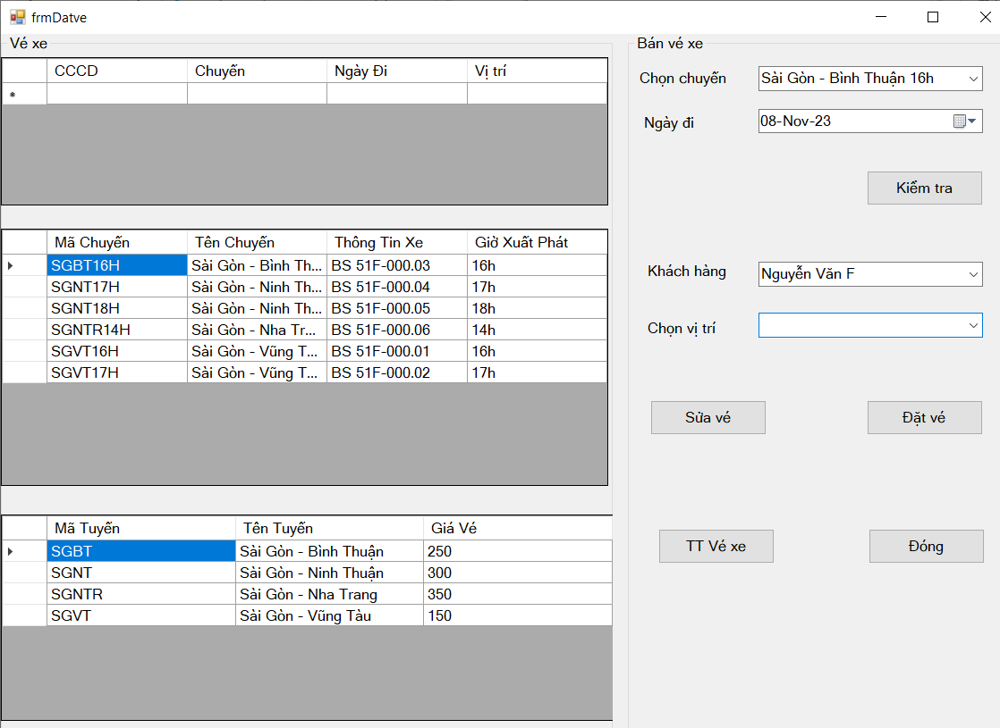 frmDatve
Vé xe
CCCD Chuyến Ngày Đi Vị trí
Mã Chuyến Tên Chuyến Thông Tin Xe Giờ Xuất Phát
SGBT16H Sài Gòn - Bình Th... BS 51F-000.03 16h
SGNT17H Sài Gòn - Ninh Th... BS 51F-000.04 17h
SGNT18H Sài Gòn - Ninh Th... BS 51F-000.05 18h
SGNTR14H Sài Gòn - Nha Tr... BS 51F-000.06 14h
SGVT16H Sài Gòn - Vũng T... BS 51F-000.01 16h
SGVT17H Sài Gòn - Vũng T... BS 51F-000.02 17h
Mã Tuyến Tên Tuyến Giá Vé
SGBT Sài Gòn - Bình Thuận 250
SGNT Sài Gòn - Ninh Thuận 300
SGNTR Sài Gòn - Nha Trang 350
SGVT Sài Gòn - Vũng Tàu 150
Bán vé xe
Chọn chuyến Sài Gòn - Bình Thuận 16h
Ngày đi 08-Nov-23
Kiểm tra
Khách hàng Nguyễn Văn F
Chọn vị trí
Sửa vé Đặt vé
TT Vé xe Đóng